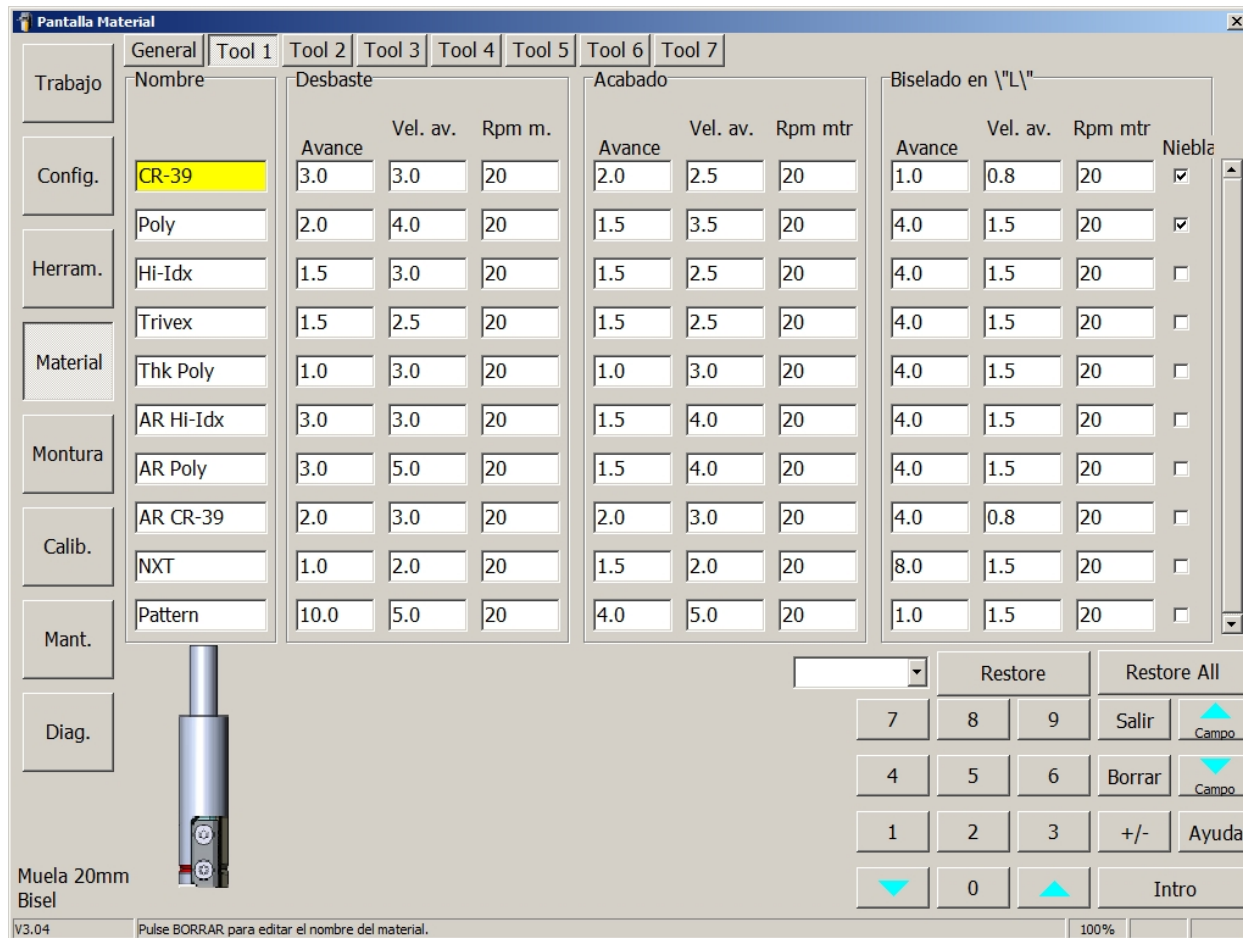 Pantalla Material
General Tool 1 Tool 2 Tool 3 Tool 4 Tool 5 Tool 6 Tool 7
Trabajo
Config.
Herram.
Material
Montura
Calib.
Mant.
Diag.
Nombre Desbaste Acabado Biselado en \"L\"
Avance Vel. av. Rpm m. Avance Vel. av. Rpm mtr Avance Vel. av. Rpm mtr Niebla
CR-39 3.0 3.0 20 2.0 2.5 20 1.0 0.8 20
Poly 2.0 4.0 20 1.5 3.5 20 4.0 1.5 20
Hi-Idx 1.5 3.0 20 1.5 2.5 20 4.0 1.5 20
Trivex 1.5 2.5 20 1.5 2.5 20 4.0 1.5 20
Thk Poly 1.0 3.0 20 1.0 3.0 20 4.0 1.5 20
AR Hi-Idx 3.0 3.0 20 1.5 4.0 20 4.0 1.5 20
AR Poly 3.0 5.0 20 1.5 4.0 20 4.0 1.5 20
AR CR-39 2.0 3.0 20 2.0 3.0 20 4.0 0.8 20
NXT 1.0 2.0 20 1.5 2.0 20 8.0 1.5 20
Pattern 10.0 5.0 20 4.0 5.0 20 1.0 1.5 20
Restore Restore All
7 8 9 Salir Campo
4 5 6 Borrar Campo
1 2 3 +/- Ayuda
0 Intro
Muela 20mm
Bisel
V3.04 Pulse BORRAR para editar el nombre del material. 100%